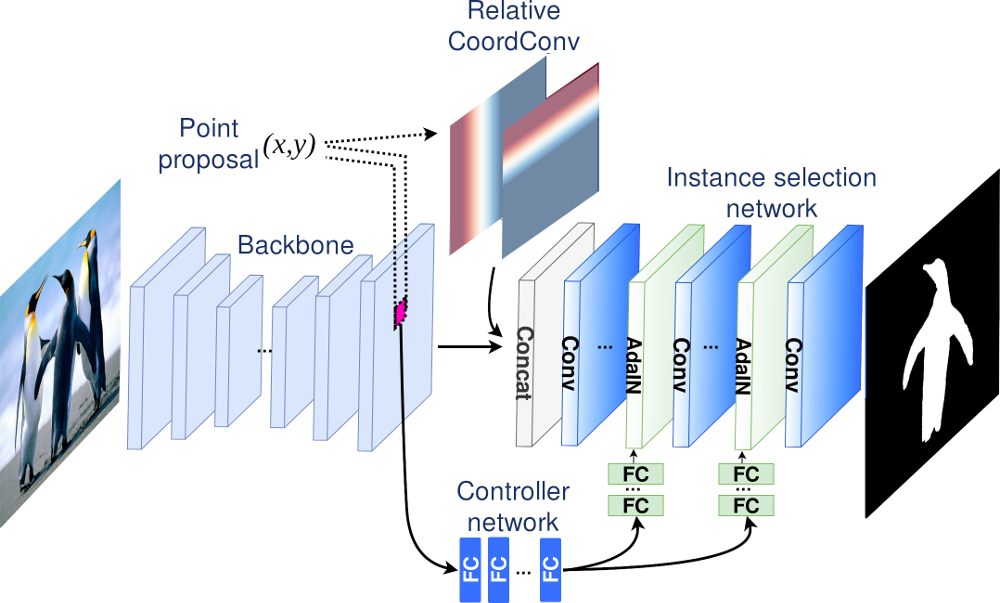 Relative
CoordConv
Point
proposal (x,y)
Instance selection
network
Backbone
...
Concat
Conv
...
AdaIN
Conv
...
AdaIN
Conv
FC
...
FC
FC
...
FC
Controller
network
FC
FC
...
FC